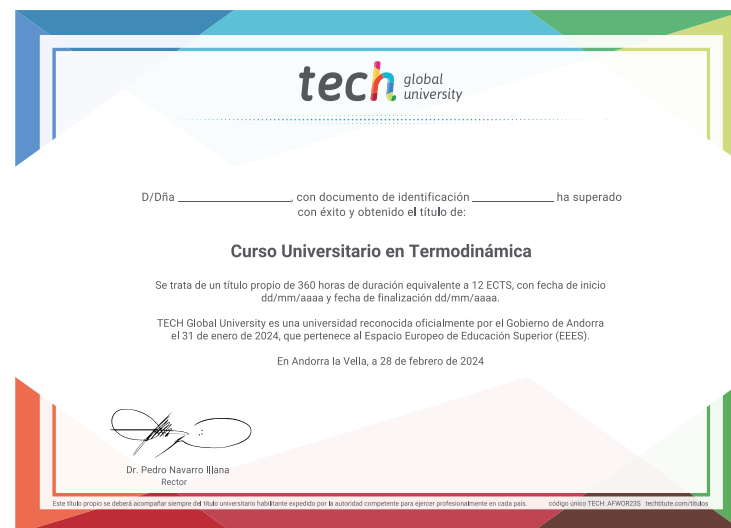 tech global university
D/Dña ____________, con documento de identificación ____________ ha superado
con éxito y obtenido el título de:
Curso Universitario en Termodinámica
Se trata de un título propio de 360 horas de duración equivalente a 12 ECTS, con fecha de inicio
dd/mm/aaaa y fecha de finalización dd/mm/aaaa.
TECH Global University es una universidad reconocida oficialmente por el Gobierno de Andorra
el 31 de enero de 2024, que pertenece al Espacio Europeo de Educación Superior (EEES).
En Andorra la Vella, a 28 de febrero de 2024
Dr. Pedro Navarro Illana
Rector
Este título propio se deberá acompañar siempre del título universitario habilitante expedido por la autoridad competente para ejercer profesionalmente en cada país. código único TECH: AFWOR23S techtitute.com/títulos